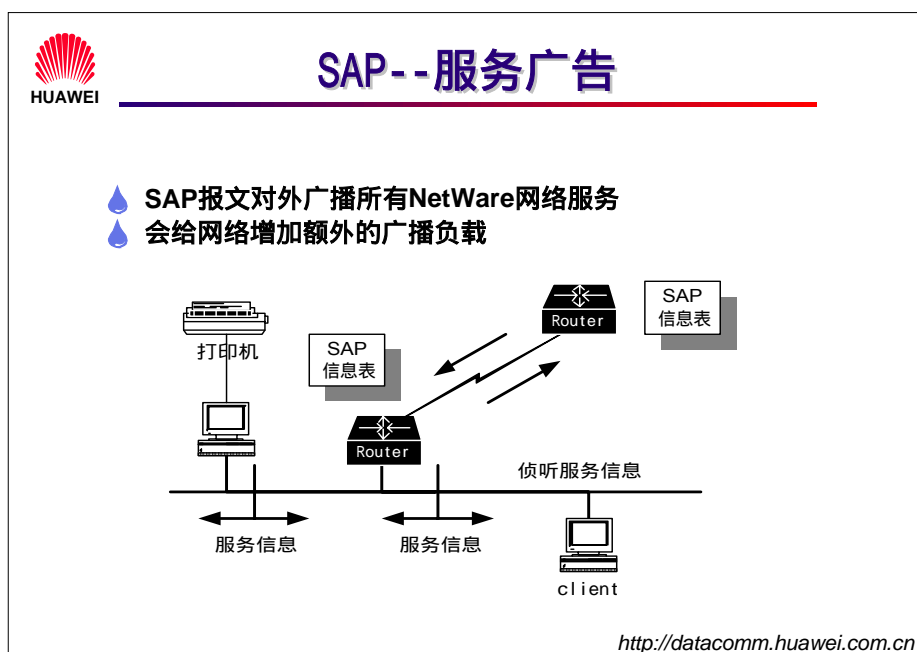 HUAWEI
SAP--服务广告
SAP报文对外广播所有NetWare网络服务
会给网络增加额外的广播负载
打印机
SAP
信息表
Router
SAP
信息表
Router
侦听服务信息
服务信息
服务信息
client
http://datacomm.huawei.com.cn